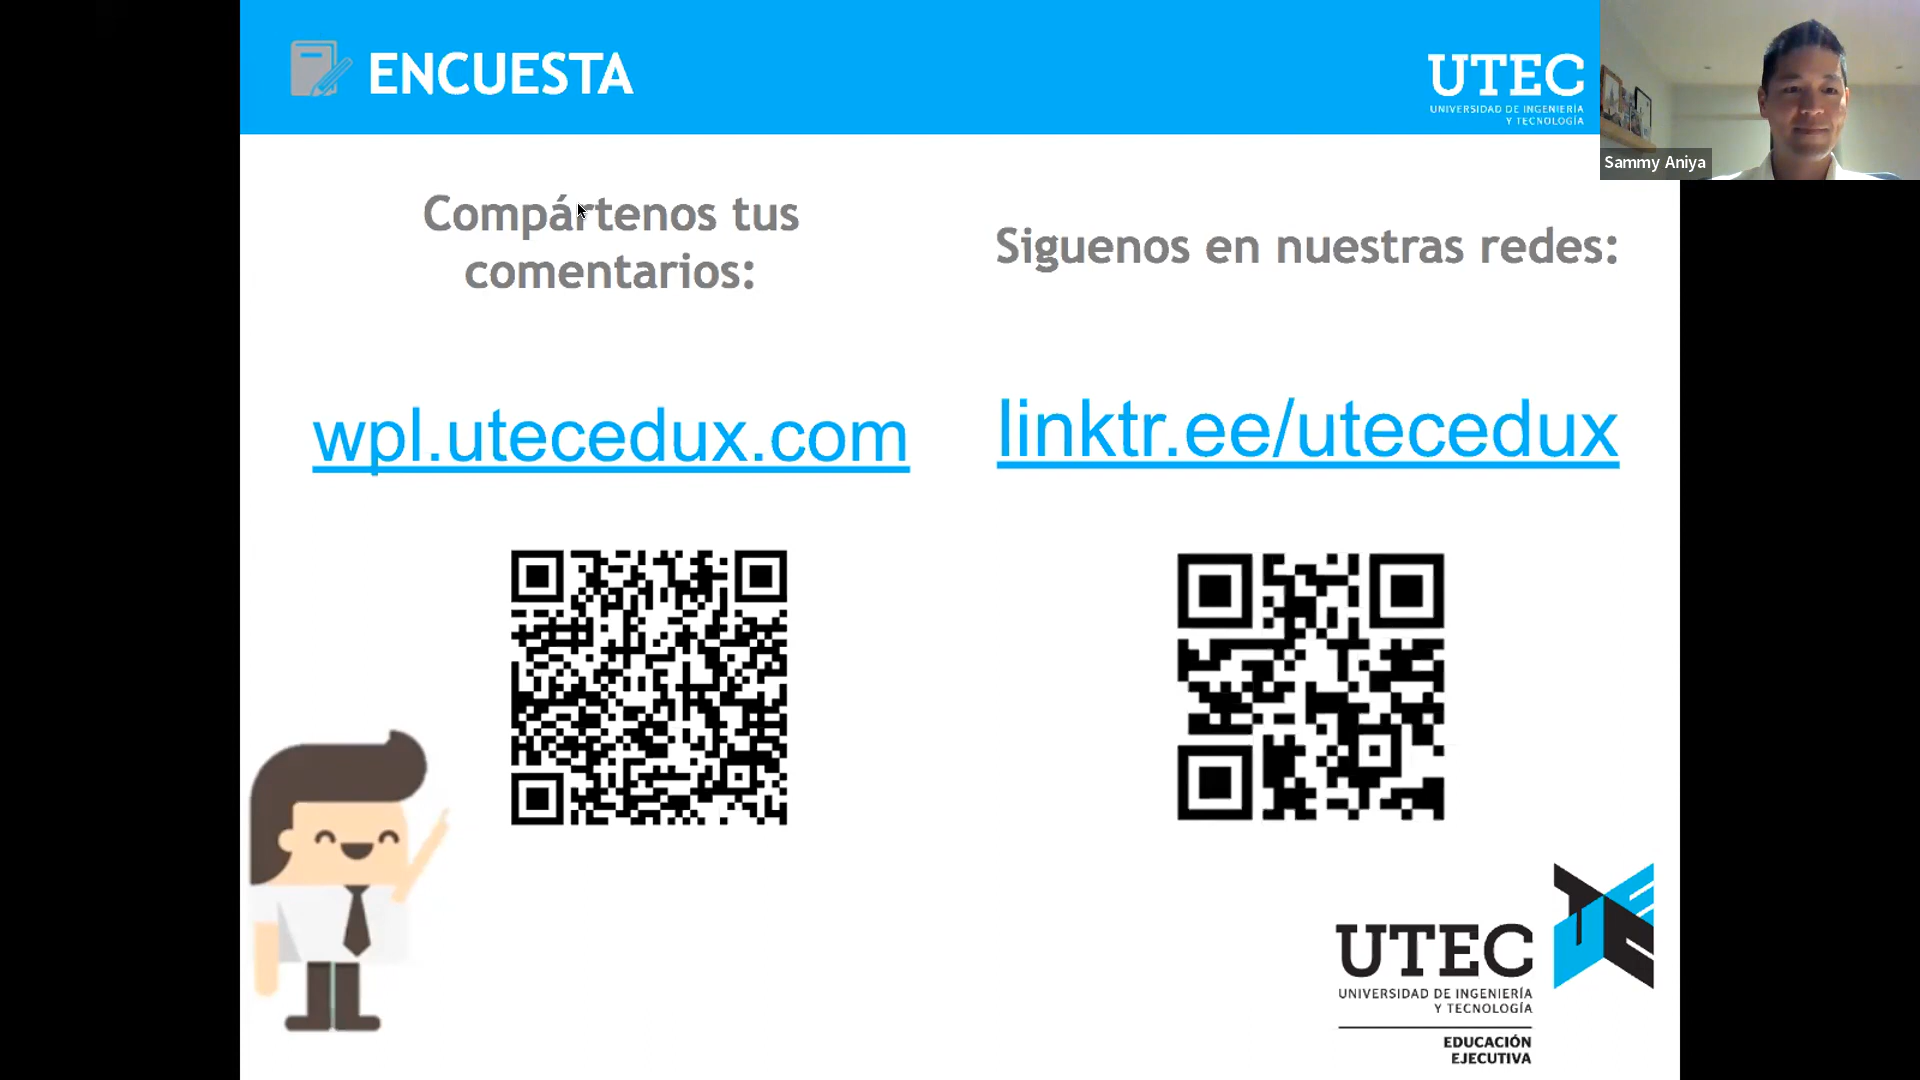 ENCUESTA
UTEC
UNIVERSIDAD DE INGENIERÍA
Y TECNOLOGÍA
Sammy Aniya
Compártenos tus
comentarios:
Siguenos en nuestras redes:
wpl.utecedux.com
linktr.ee/utecedux
UTEC
UNIVERSIDAD DE INGENIERÍA
Y TECNOLOGÍA
EDUCACIÓN
EJECUTIVA
UTEC